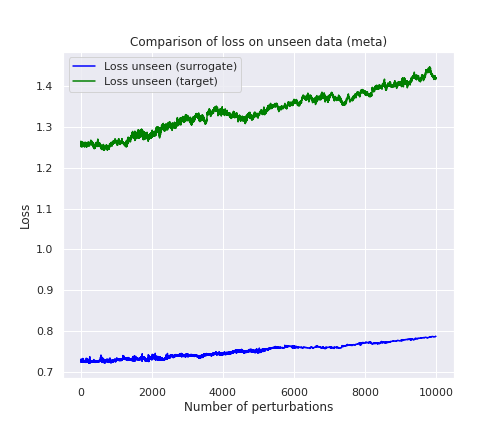 Comparison of loss on unseen data (meta)
Loss unseen (surrogate)
Loss unseen (target)
Loss
1.4
1.3
1.2
1.1
1.0
0.9
0.8
0.7
0 2000 4000 6000 8000 10000
Number of perturbations